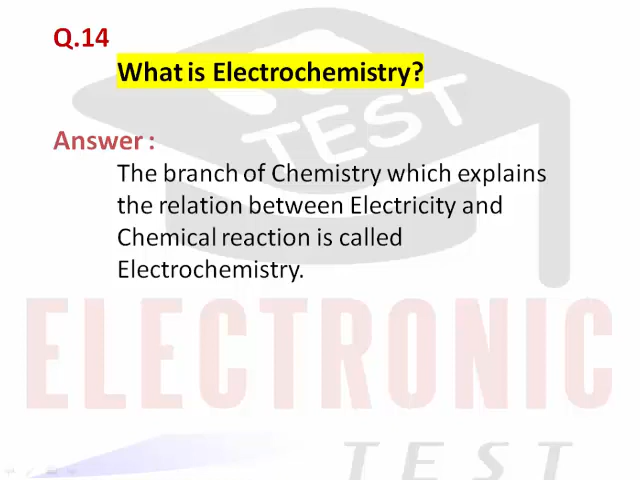 Q.14
What is Electrochemistry?
Answer :
The branch of Chemistry which explains
the relation between Electricity and
Chemical reaction is called
Electrochemistry.
TEST
ELECTRONIC
TEST